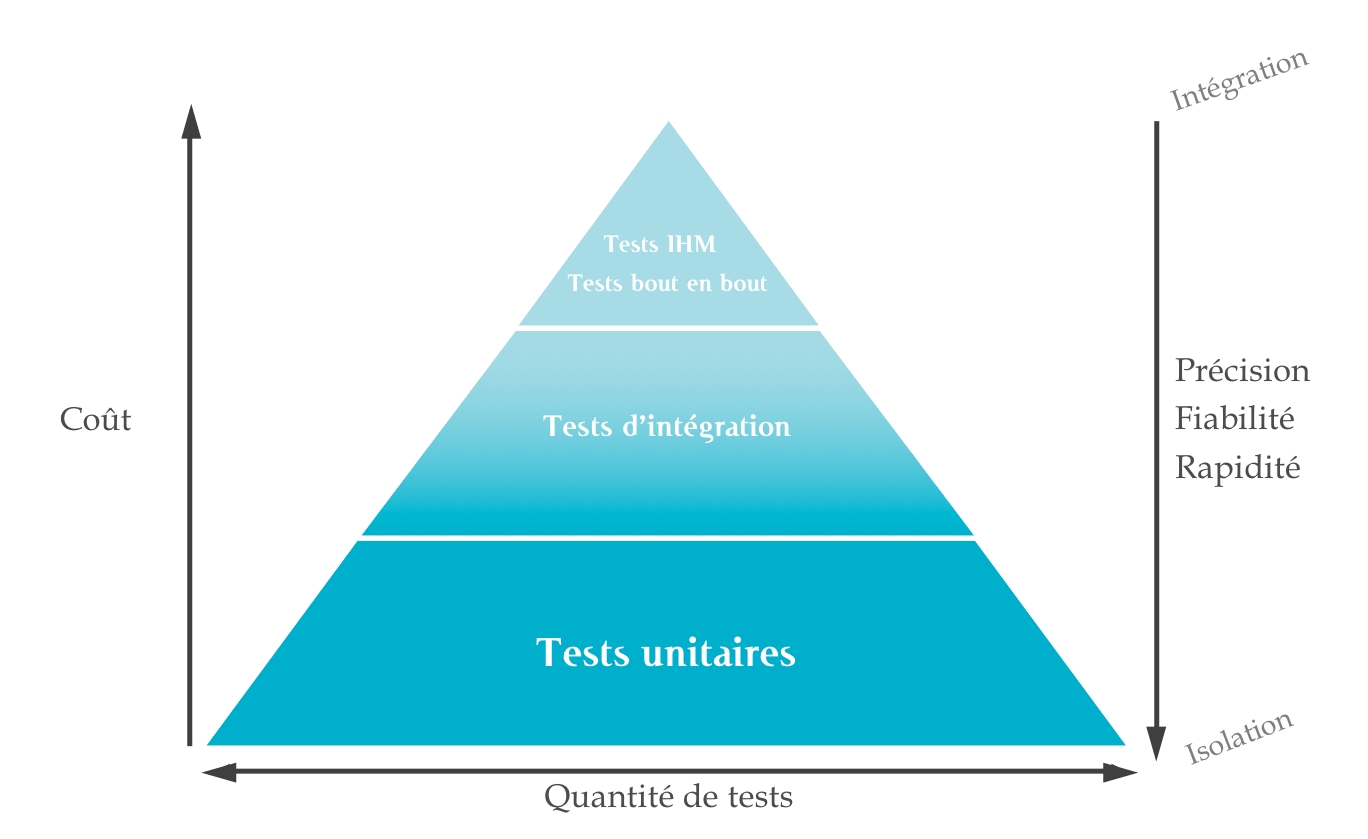 Intégration
Tests IHM
Tests bout en bout
Coût
Tests d’intégration
Précision
Fiabilité
Rapidité
Tests unitaires
Isolation
Quantité de tests